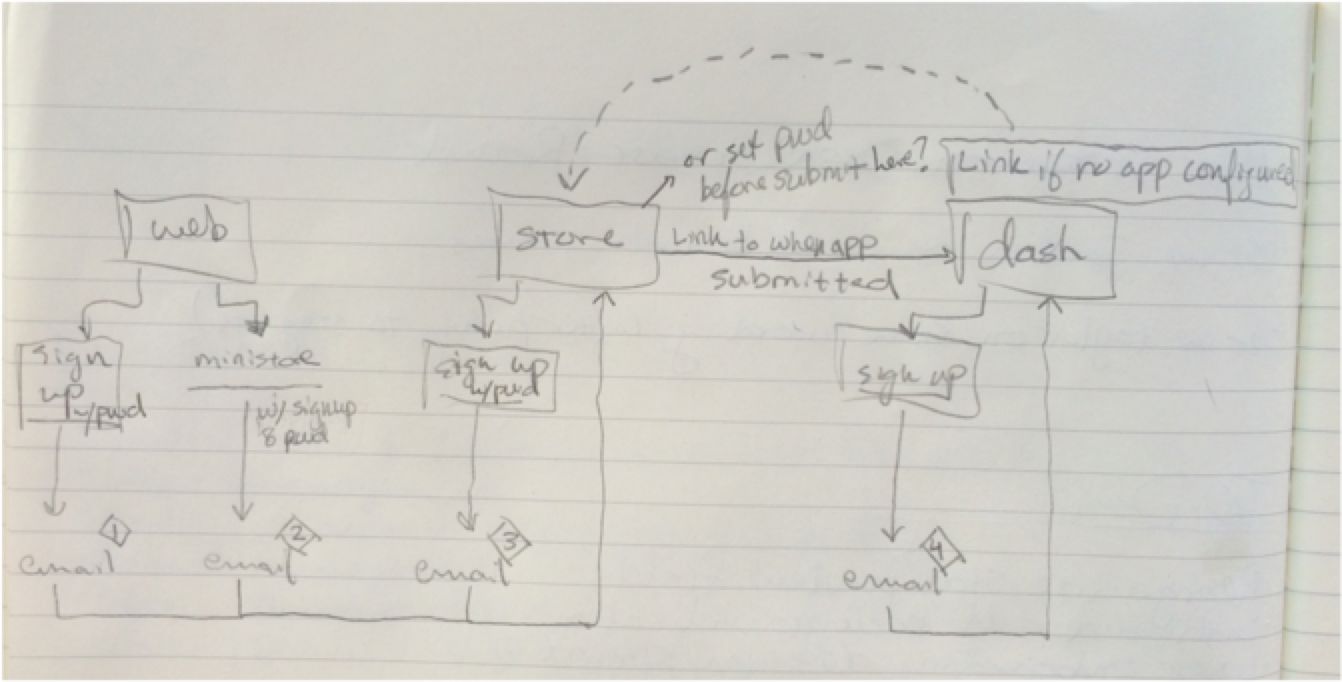 or set pwd
before submit here?
Link if no app configured
web
store
Link to when app
submitted
dash
sign
up
w/pwd
ministore
w/ signup
& pwd
sign up
w/pwd
sign up
1
email
2
email
3
email
4
email